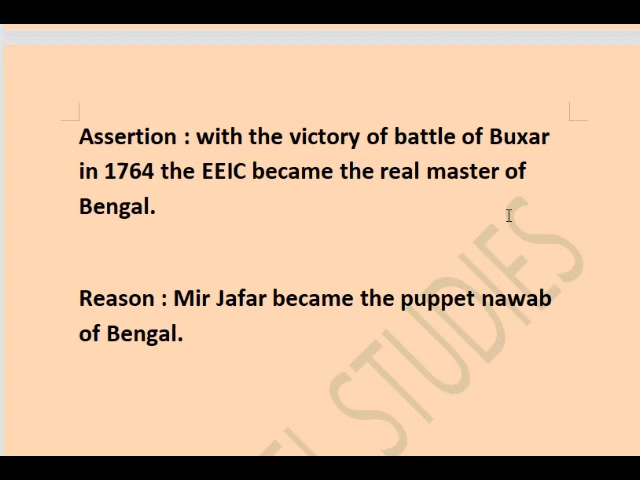 Assertion : with the victory of battle of Buxar
in 1764 the EEIC became the real master of
Bengal.
Reason : Mir Jafar became the puppet nawab
of Bengal.
STUDIES